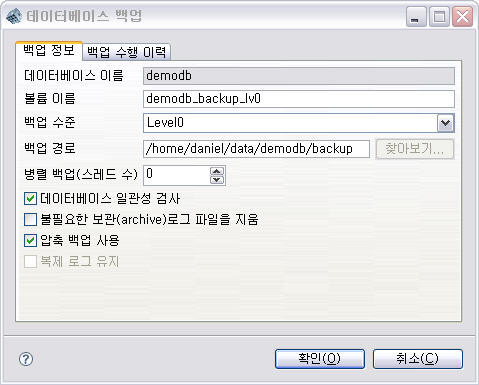 데이터베이스 백업
백업 정보 백업 수행 이력
데이터베이스 이름 demodb
볼륨 이름 demodb_backup_lv0
백업 수준 Level0
백업 경로 /home/daniel/data/demodb/backup 찾아보기...
병렬 백업(스레드 수) 0
데이터베이스 일관성 검사
불필요한 보관(archive)로그 파일을 지움
압축 백업 사용
복제 로그 유지
? 확인(O) 취소(C)